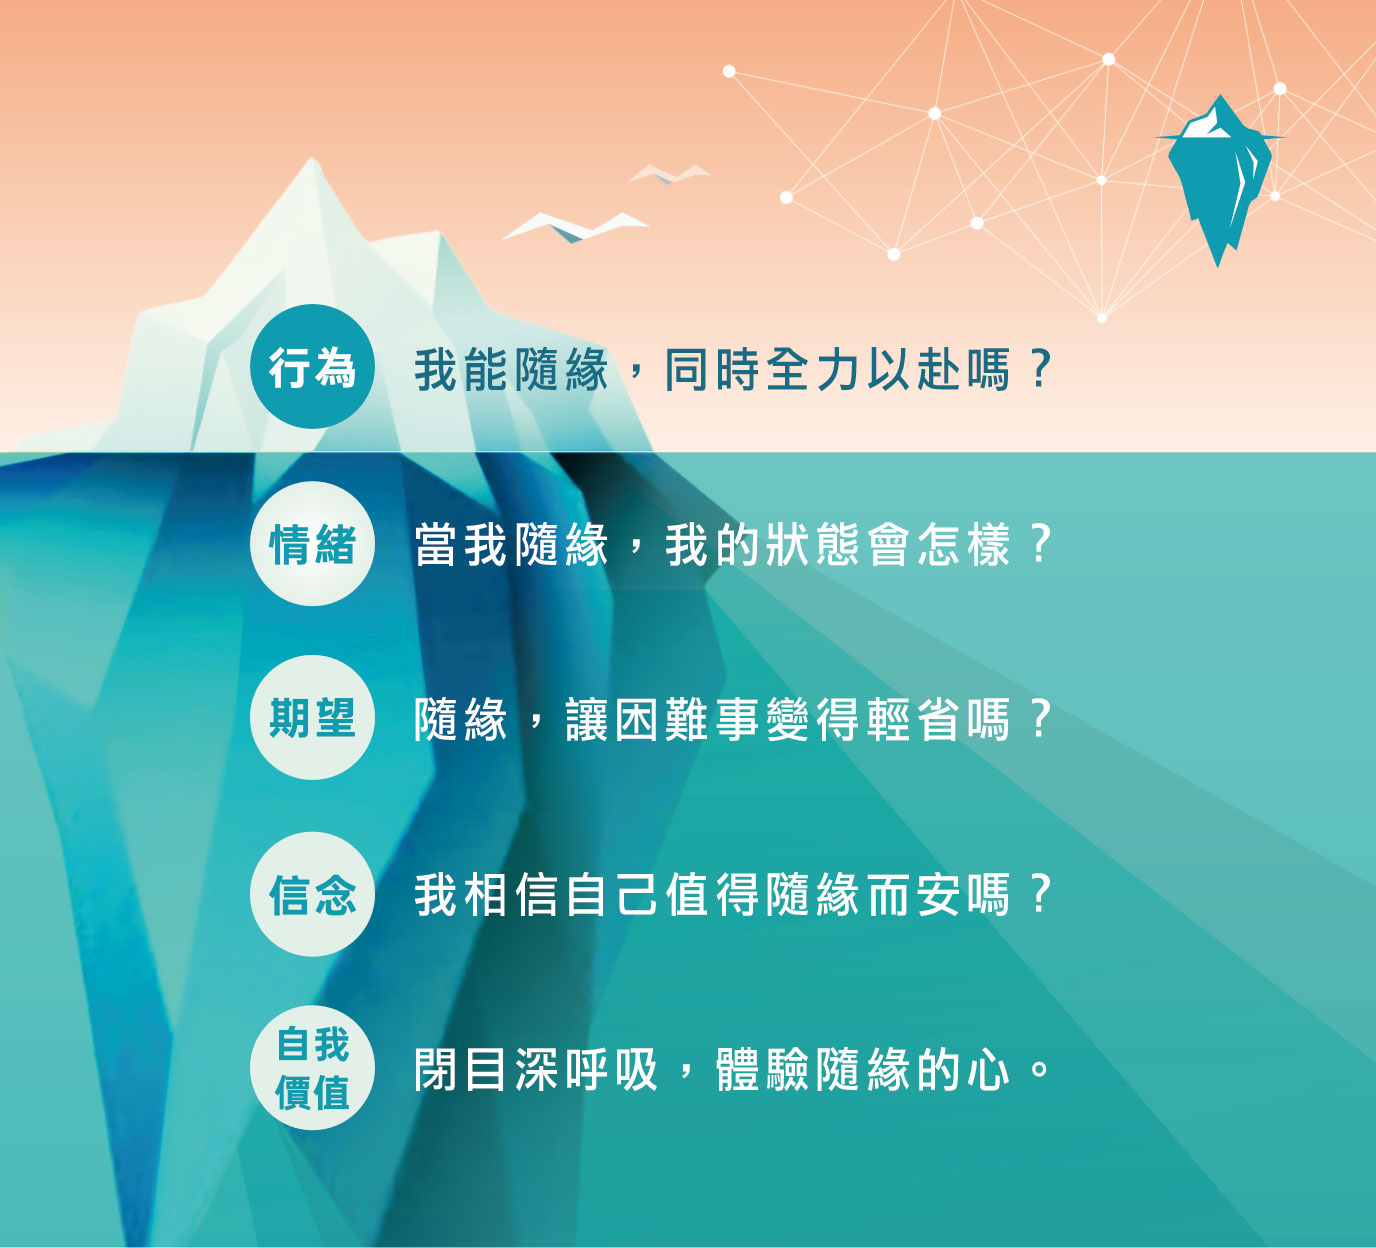 行為 我能隨緣，同時全力以赴嗎？
情緒 當我隨緣，我的狀態會怎樣？
期望 隨緣，讓困難事變得輕省嗎？
信念 我相信自己值得隨緣而安嗎？
自我
價值
閉目深呼吸，體驗隨緣的心。